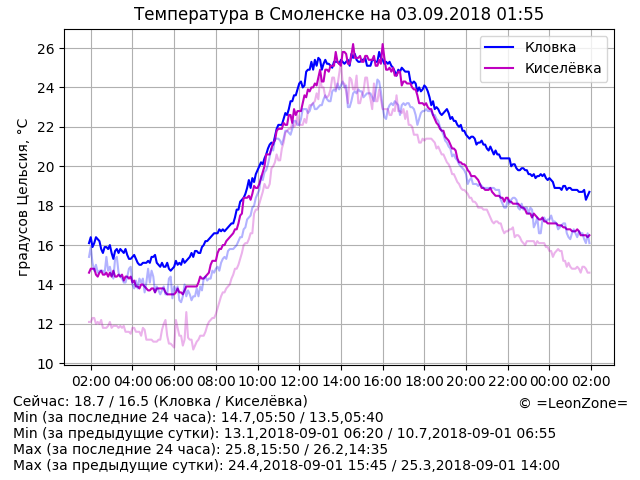 Температура в Смоленске на 03.09.2018 01:55
градусов Цельсия, °C
26
24
22
20
18
16
14
12
10
Кловка
Киселёвка
02:00 04:00 06:00 08:00 10:00 12:00 14:00 16:00 18:00 20:00 22:00 00:00 02:00
Сейчас: 18.7 / 16.5 (Кловка / Киселёвка)
© =LeonZone=
Min (за последние 24 часа): 14.7,05:50 / 13.5,05:40
Min (за предыдущие сутки): 13.1,2018-09-01 06:20 / 10.7,2018-09-01 06:55
Max (за последние 24 часа): 25.8,15:50 / 26.2,14:35
Max (за предыдущие сутки): 24.4,2018-09-01 15:45 / 25.3,2018-09-01 14:00